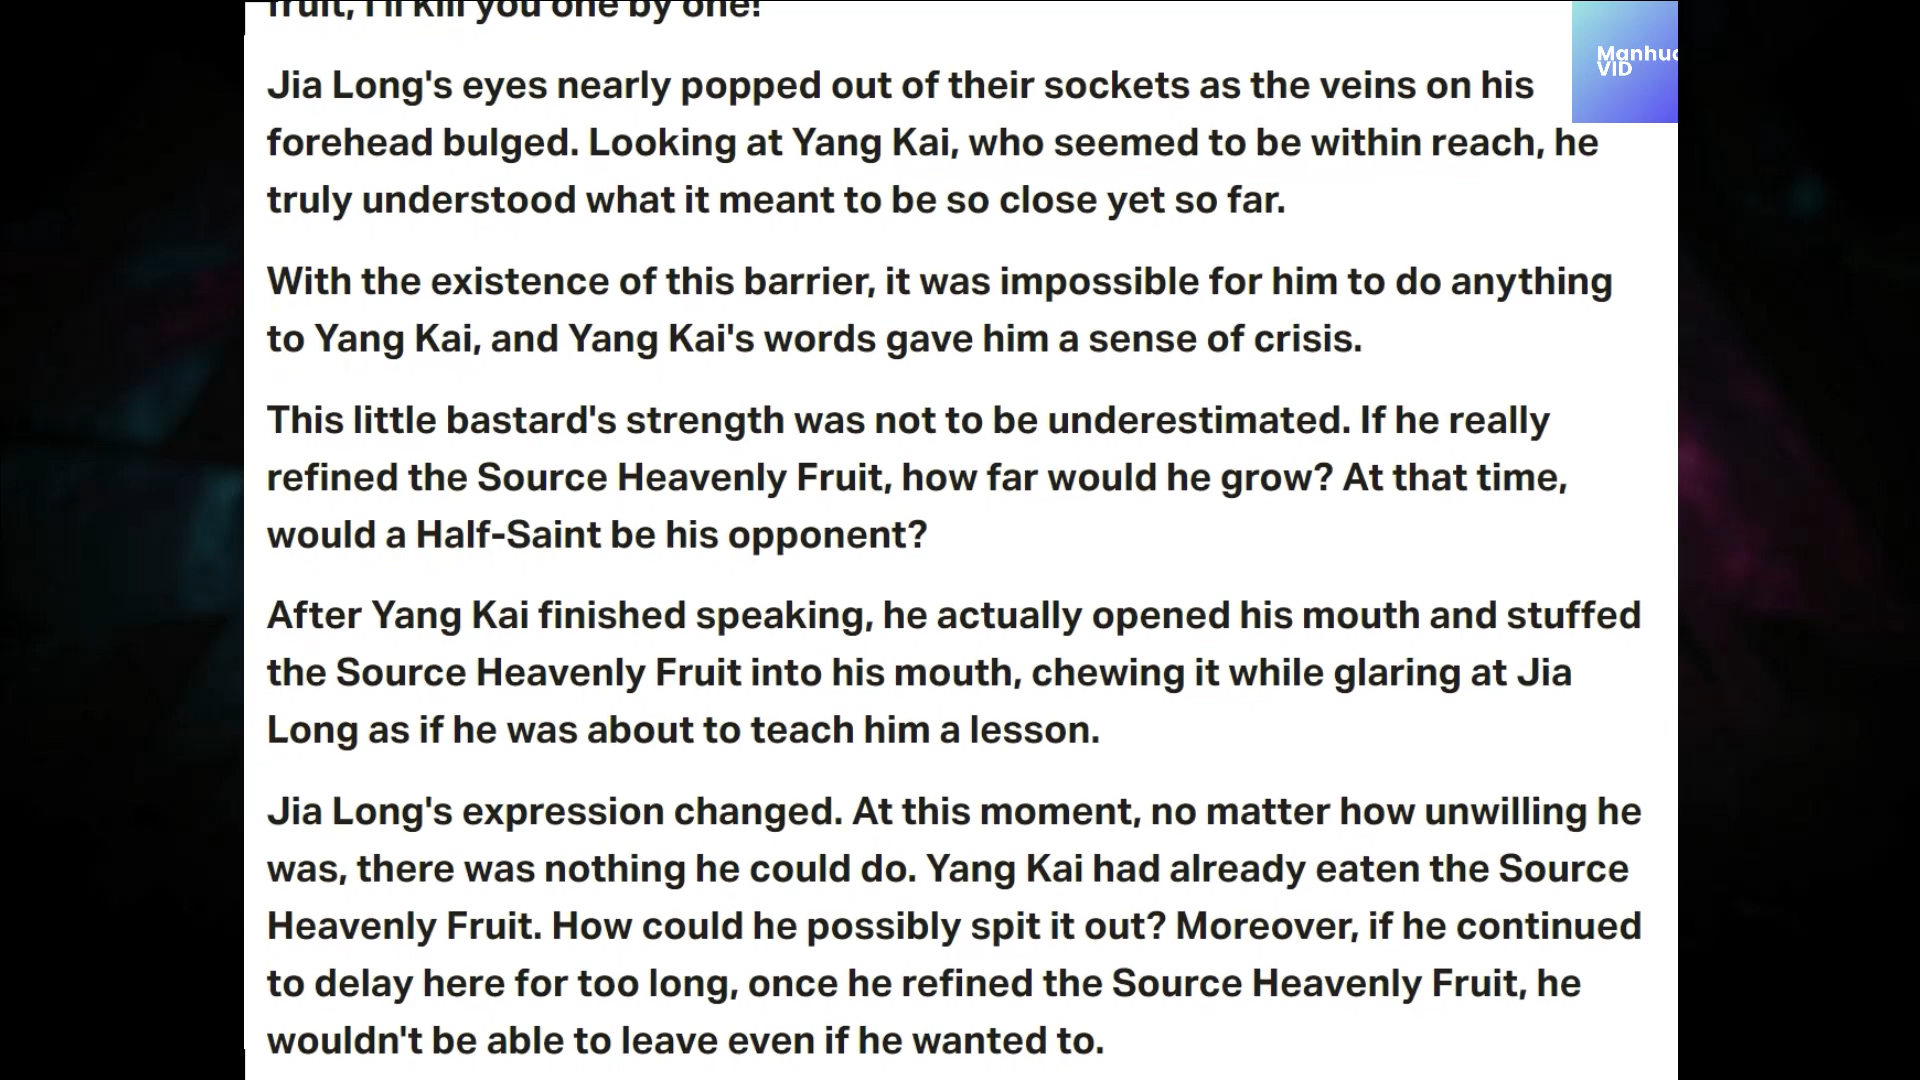 fruit, I'll kill you one by one!
Manhua
VID
Jia Long's eyes nearly popped out of their sockets as the veins on his
forehead bulged. Looking at Yang Kai, who seemed to be within reach, he
truly understood what it meant to be so close yet so far.
With the existence of this barrier, it was impossible for him to do anything
to Yang Kai, and Yang Kai's words gave him a sense of crisis.
This little bastard's strength was not to be underestimated. If he really
refined the Source Heavenly Fruit, how far would he grow? At that time,
would a Half-Saint be his opponent?
After Yang Kai finished speaking, he actually opened his mouth and stuffed
the Source Heavenly Fruit into his mouth, chewing it while glaring at Jia
Long as if he was about to teach him a lesson.
Jia Long's expression changed. At this moment, no matter how unwilling he
was, there was nothing he could do. Yang Kai had already eaten the Source
Heavenly Fruit. How could he possibly spit it out? Moreover, if he continued
to delay here for too long, once he refined the Source Heavenly Fruit, he
wouldn't be able to leave even if he wanted to.